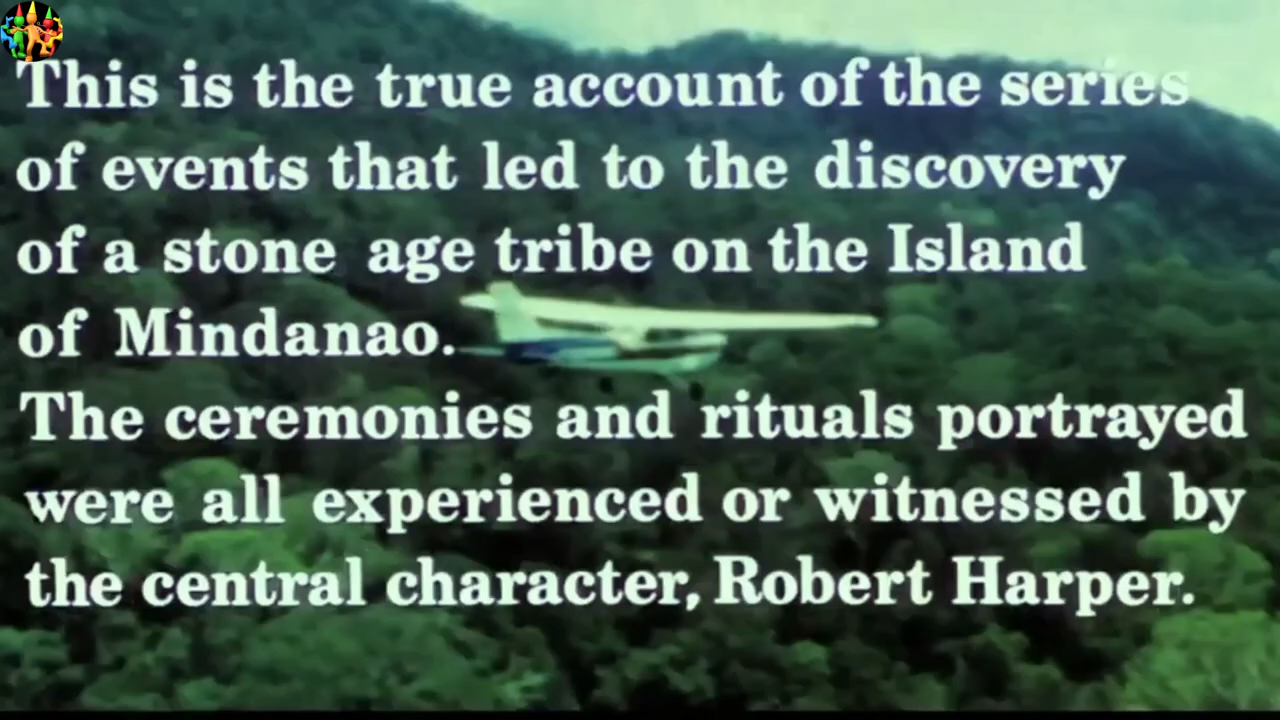 This is the true account of the series
of events that led to the discovery
of a stone age tribe on the Island
of Mindanao.
The ceremonies and rituals portrayed
were all experienced or witnessed by
the central character, Robert Harper.